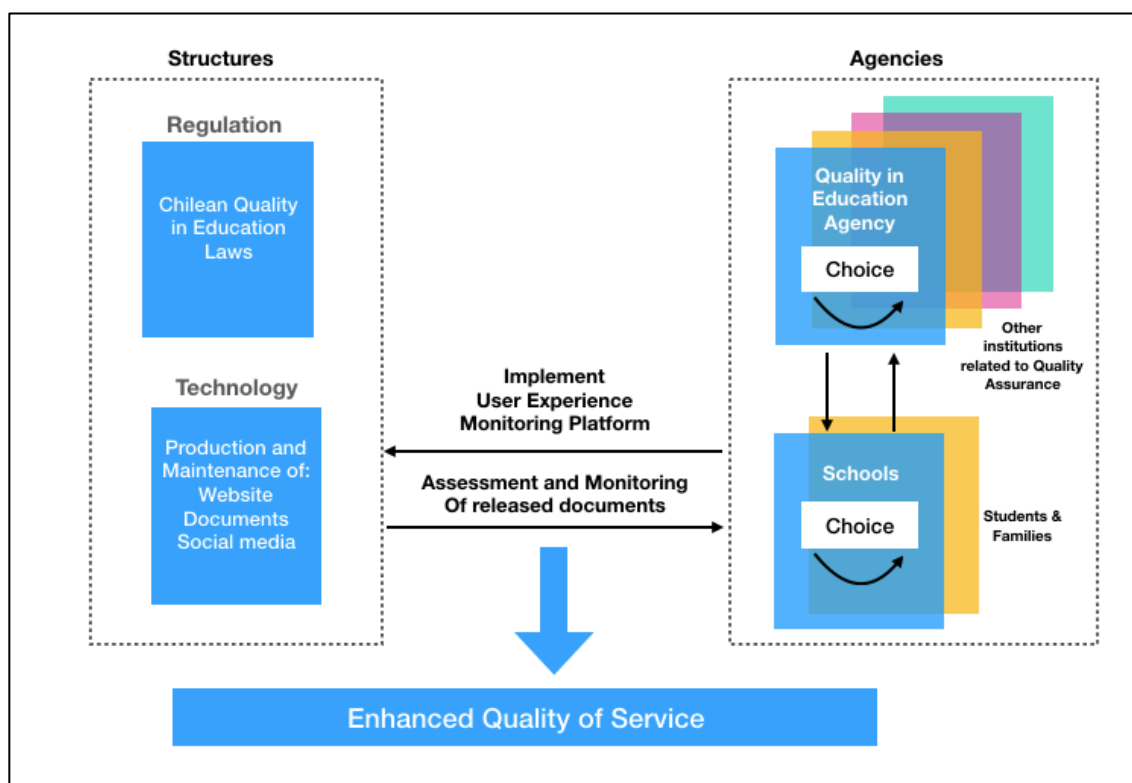 Structures
Regulation
Chilean Quality
in Education
Laws
Technology
Production and
Maintenance of:
Website
Documents
Social media
Implement
User Experience
Monitoring Platform
Assessment and Monitoring
Of released documents
Agencies
Quality in
Education
Agency
Choice
Other
institutions
related to Quality
Assurance
Schools
Choice
Students &
Families
Enhanced Quality of Service